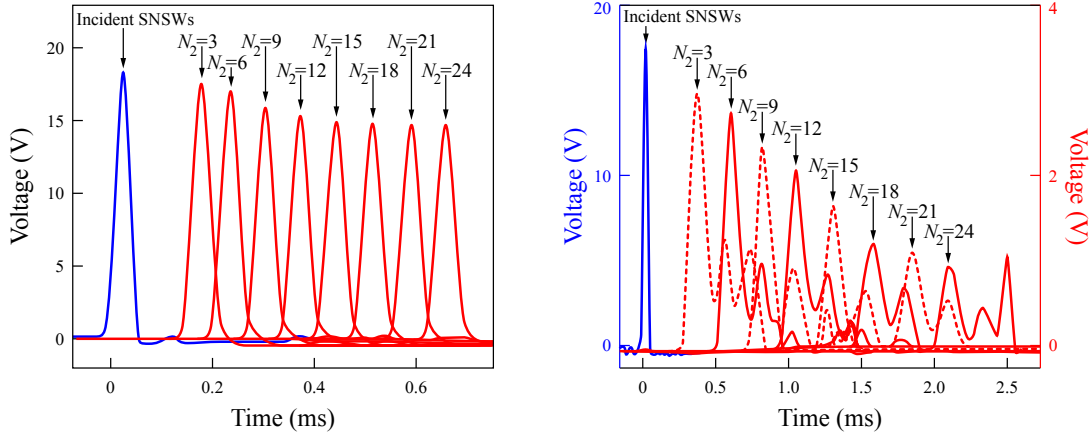 Incident SNSWs
N2=3
N2=9
N2=15
N2=21
N2=6
N2=12
N2=18
N2=24
20
15
10
5
0
Voltage (V)
0
0.2
0.4
0.6
Time (ms)
Incident SNSWs
N2=3
N2=6
N2=9
N2=12
N2=15
N2=18
N2=21
N2=24
20
10
0
Voltage (V)
4
2
0
Voltage
(V)
0
0.5
1.0
1.5
2.0
2.5
Time (ms)